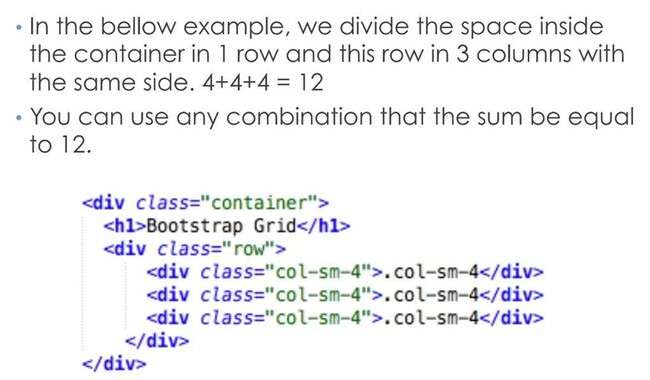 • In the bellow example, we divide the space inside
the container in 1 row and this row in 3 columns with
the same side. 4+4+4 = 12
• You can use any combination that the sum be equal
to 12.
<div class="container">
<h1>Bootstrap Grid</h1>
<div class="row">
<div class="col-sm-4">.col-sm-4</div>
<div class="col-sm-4">.col-sm-4</div>
<div class="col-sm-4">.col-sm-4</div>
</div>
</div>